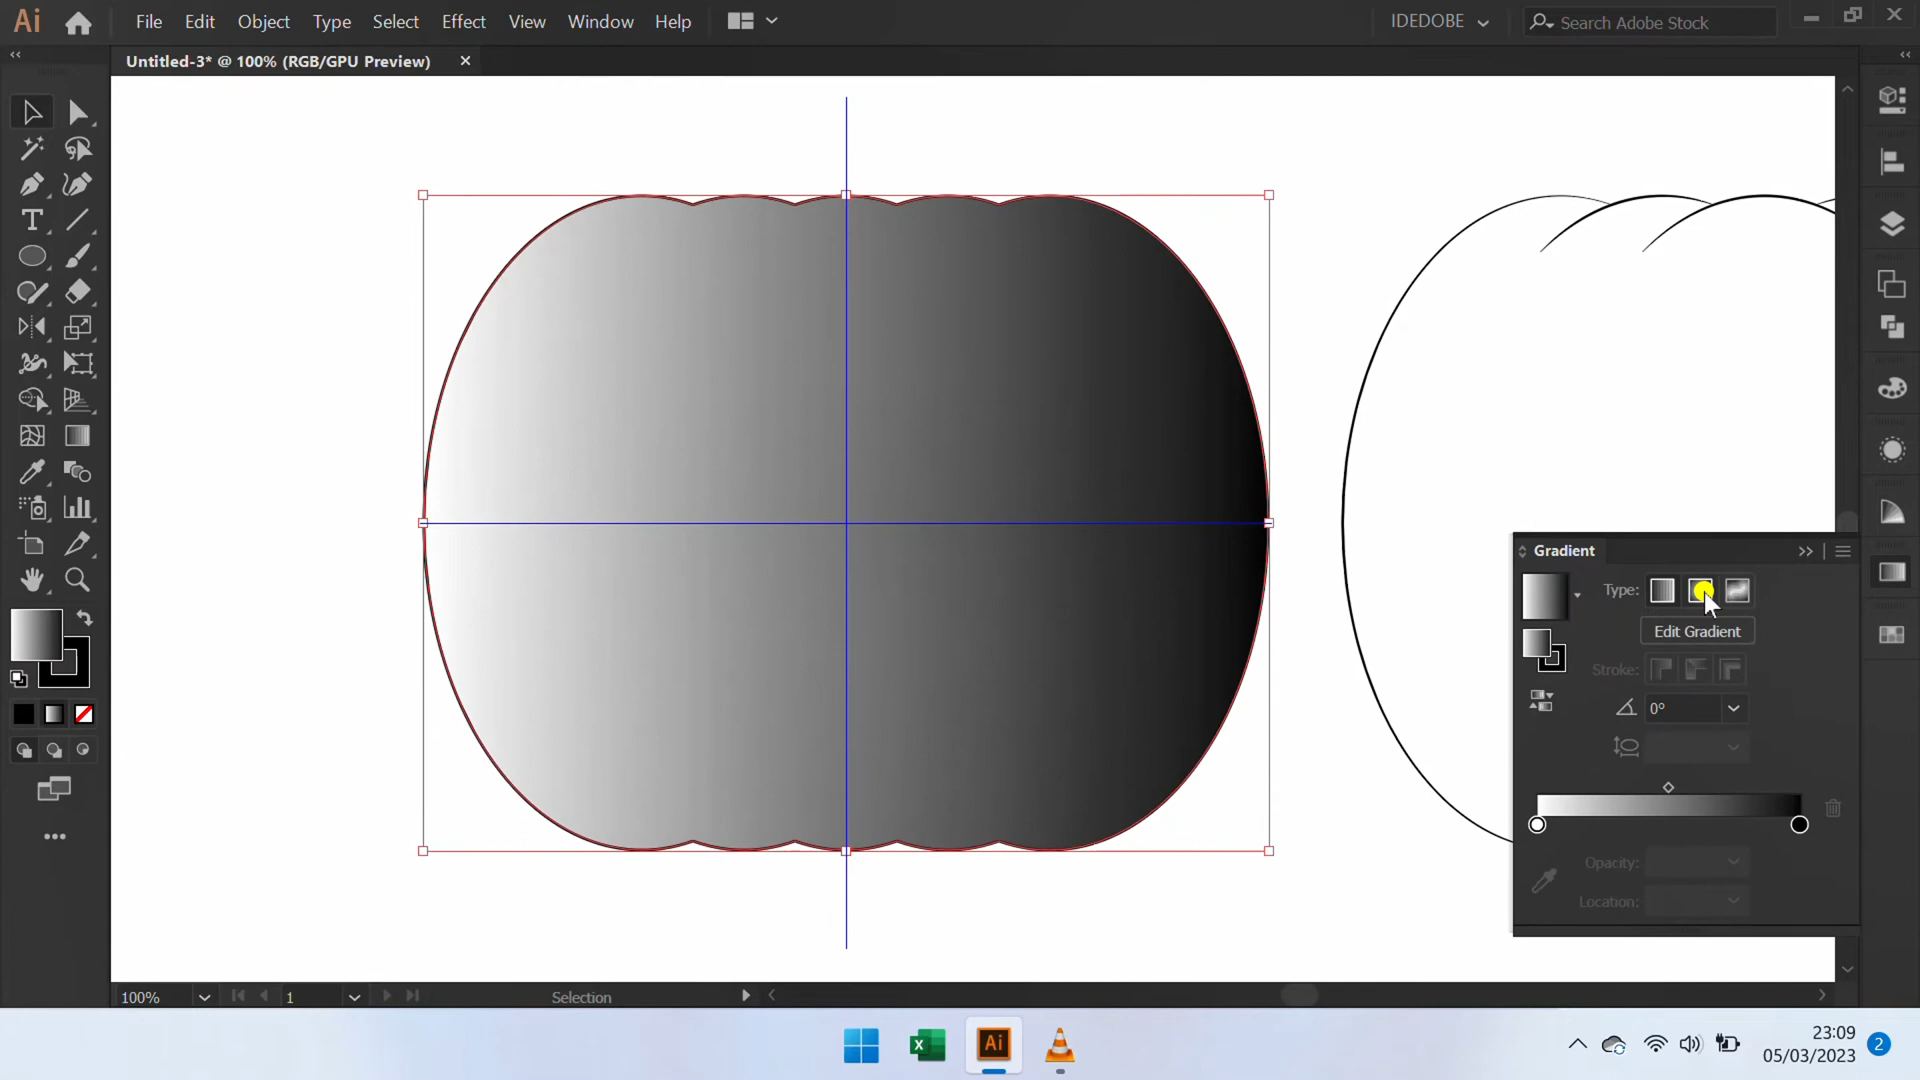 Ai File Edit Object Type Select Effect View Window Help IDEDOBE Search Adobe Stock
Untitled-3* @ 100% (RGB/GPU Preview)
Gradient
Type:
Edit Gradient
Stroke:
0°
Opacity:
Location:
100% 1 Selection
Ai
23:09
05/03/2023
2